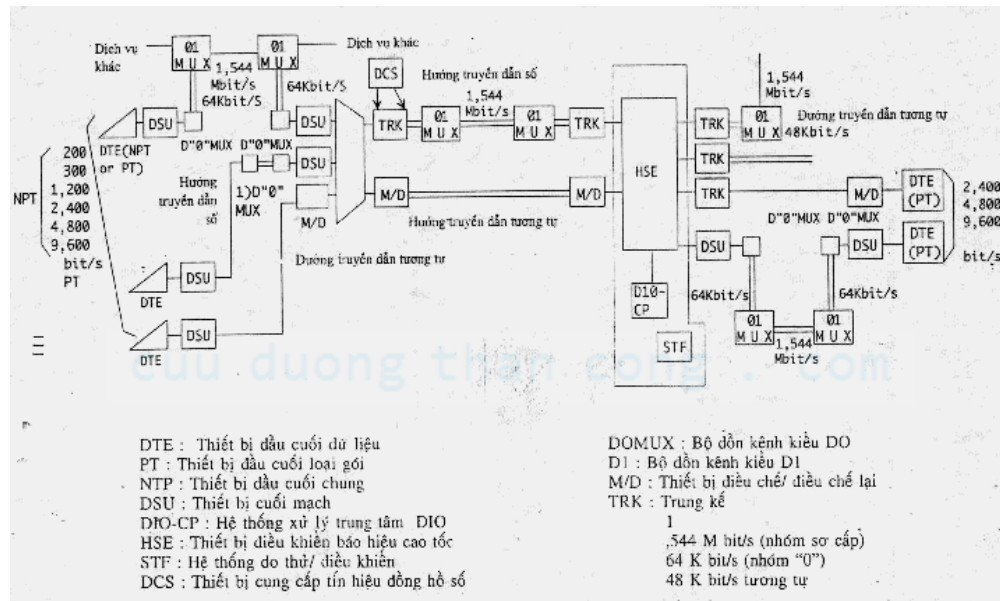 Dịch vụ
khác
01
MUX
1,544
Mbit/s
64Kbit/S
01
MUX
Dịch vụ khác
64Kbit/S
DCS
Hướng truyền dẫn số
TRK
01
MUX
1,544
Mbit/s
01
MUX
TRK
HSE
TRK
01
MUX
1,544
Mbit/s
Đường truyền dẫn tương tự
48Kbit/s
TRK
TRK
M/D
DTE
(PT)
2,400
4,800
9,600
bit/s
DSU
D"0"MUX D"0"MUX
DSU
DTE
(PT)
64Kbit/s
64Kbit/s
01
MUX
1,544
Mbit/s
01
MUX
D10-
CP
STF
NPT
200
300
1,200
2,400
4,800
9,600
bit/s
PT
DTE(NPT
or PT)
DSU
D"0"MUX D"0"MUX
DSU
DSU
Hướng
truyền dẫn
số
1)D"0"
MUX
M/D
M/D
Hướng truyền dẫn tương tự
M/D
Đường truyền dẫn tương tự
DTE
DSU
DTE
DSU
cuu duong than cong . com
DTE : Thiết bị đầu cuối dữ liệu
PT : Thiết bị đầu cuối loại gói
NTP : Thiết bị đầu cuối chung
DSU : Thiết bị cuối mạch
DIO-CP : Hệ thống xử lý trung tâm DIO
HSE : Thiết bị điều khiển báo hiệu cao tốc
STF : Hệ thống đo thử/ điều khiển
DCS : Thiết bị cung cấp tín hiệu đồng hồ số
DOMUX : Bộ dồn kênh kiểu DO
D1 : Bộ dồn kênh kiểu D1
M/D : Thiết bị điều chế/ điều chế lại
TRK : Trung kế
1
,544 M bit/s (nhóm sơ cấp)
64 K bit/s (nhóm "0")
48 K bit/s tương tự